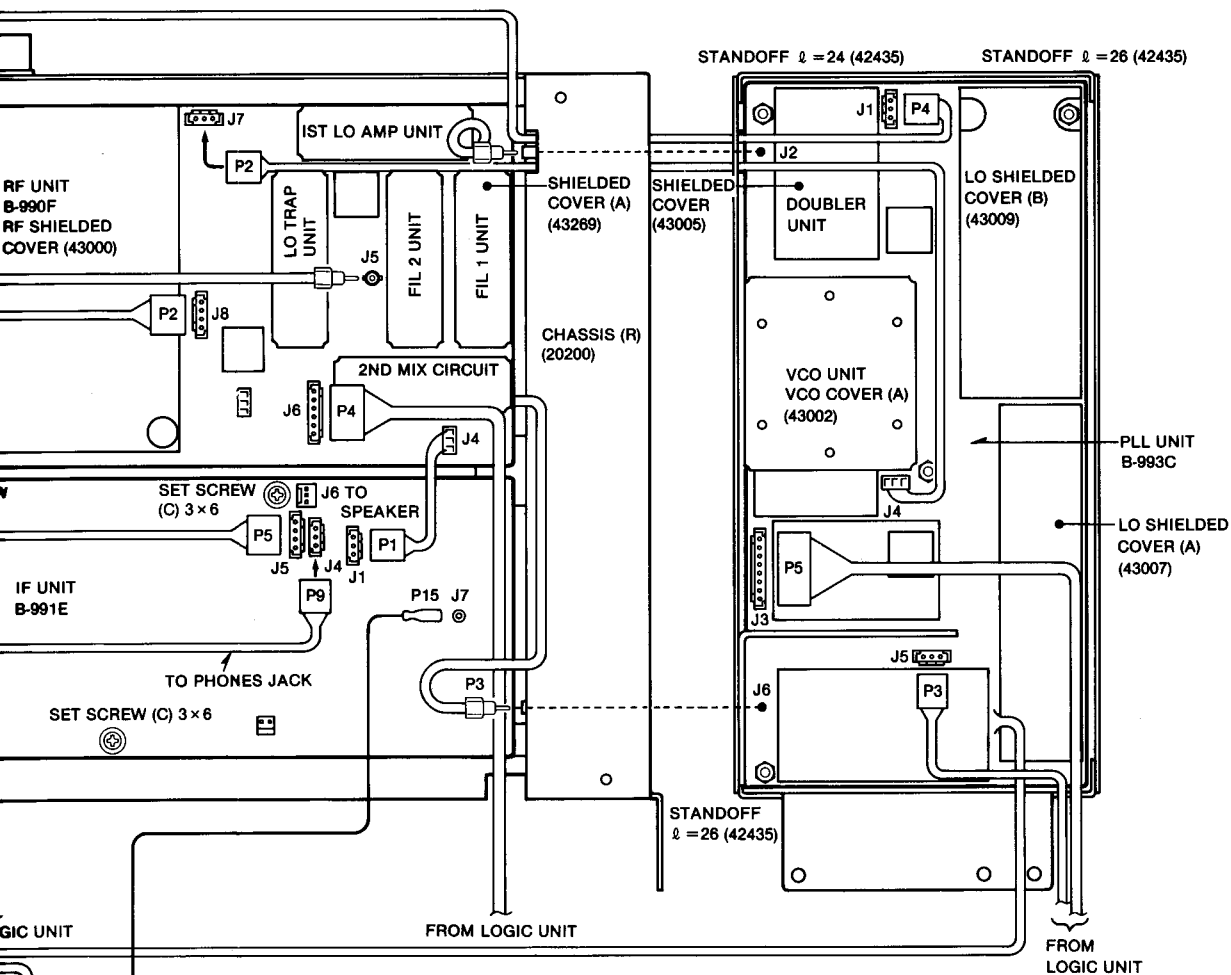 STANDOFF ℓ = 24 (42435)
STANDOFF ℓ = 26 (42435)
J7
IST LO AMP UNIT
P2
J1
P4
J2
RF UNIT
B-990F
RF SHIELDED
COVER (43000)
LO TRAP
UNIT
J5
FIL 2 UNIT
FIL 1 UNIT
SHIELDED
COVER (A)
(43269)
SHIELDED
COVER
(43005)
DOUBLER
UNIT
LO SHIELDED
COVER (B)
(43009)
P2
J8
CHASSIS (R)
(20200)
2ND MIX CIRCUIT
J6
P4
J4
VCO UNIT
VCO COVER (A)
(43002)
PLL UNIT
B-993C
SET SCREW
(C) 3×6
J6 TO
SPEAKER
P5
J5
J4
J1
P1
J4
LO SHIELDED
COVER (A)
(43007)
IF UNIT
B-991E
P9
P15
J7
P5
J3
TO PHONES JACK
J5
P3
J6
P3
SET SCREW (C) 3×6
STANDOFF
ℓ = 26 (42435)
GIC UNIT
FROM LOGIC UNIT
FROM
LOGIC UNIT